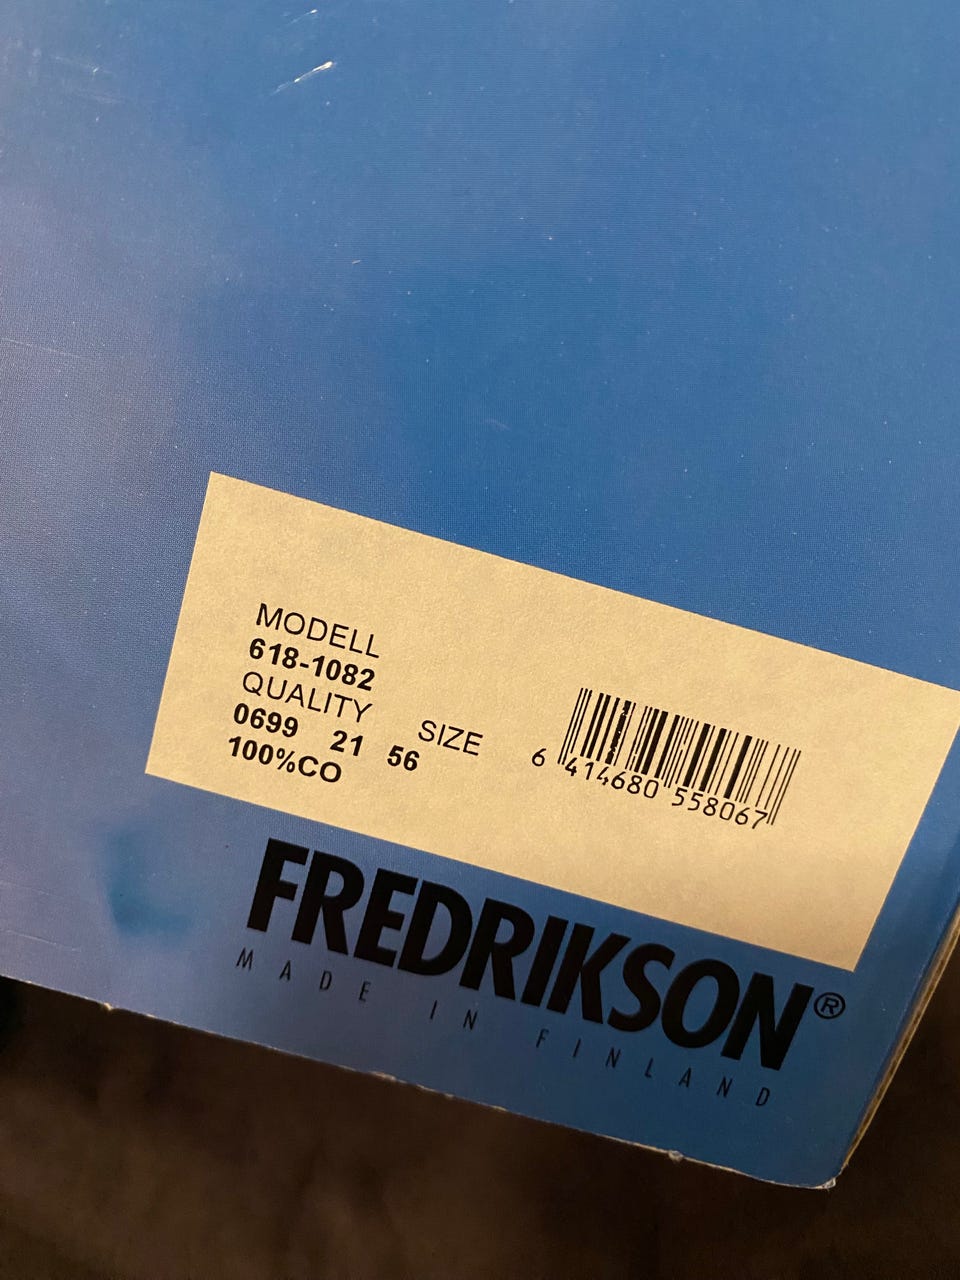 MODELL
618-1082
QUALITY SIZE
0699 21 56
100%CO
6 414680 558067
FREDRIKSON®
MADE IN FINLAND